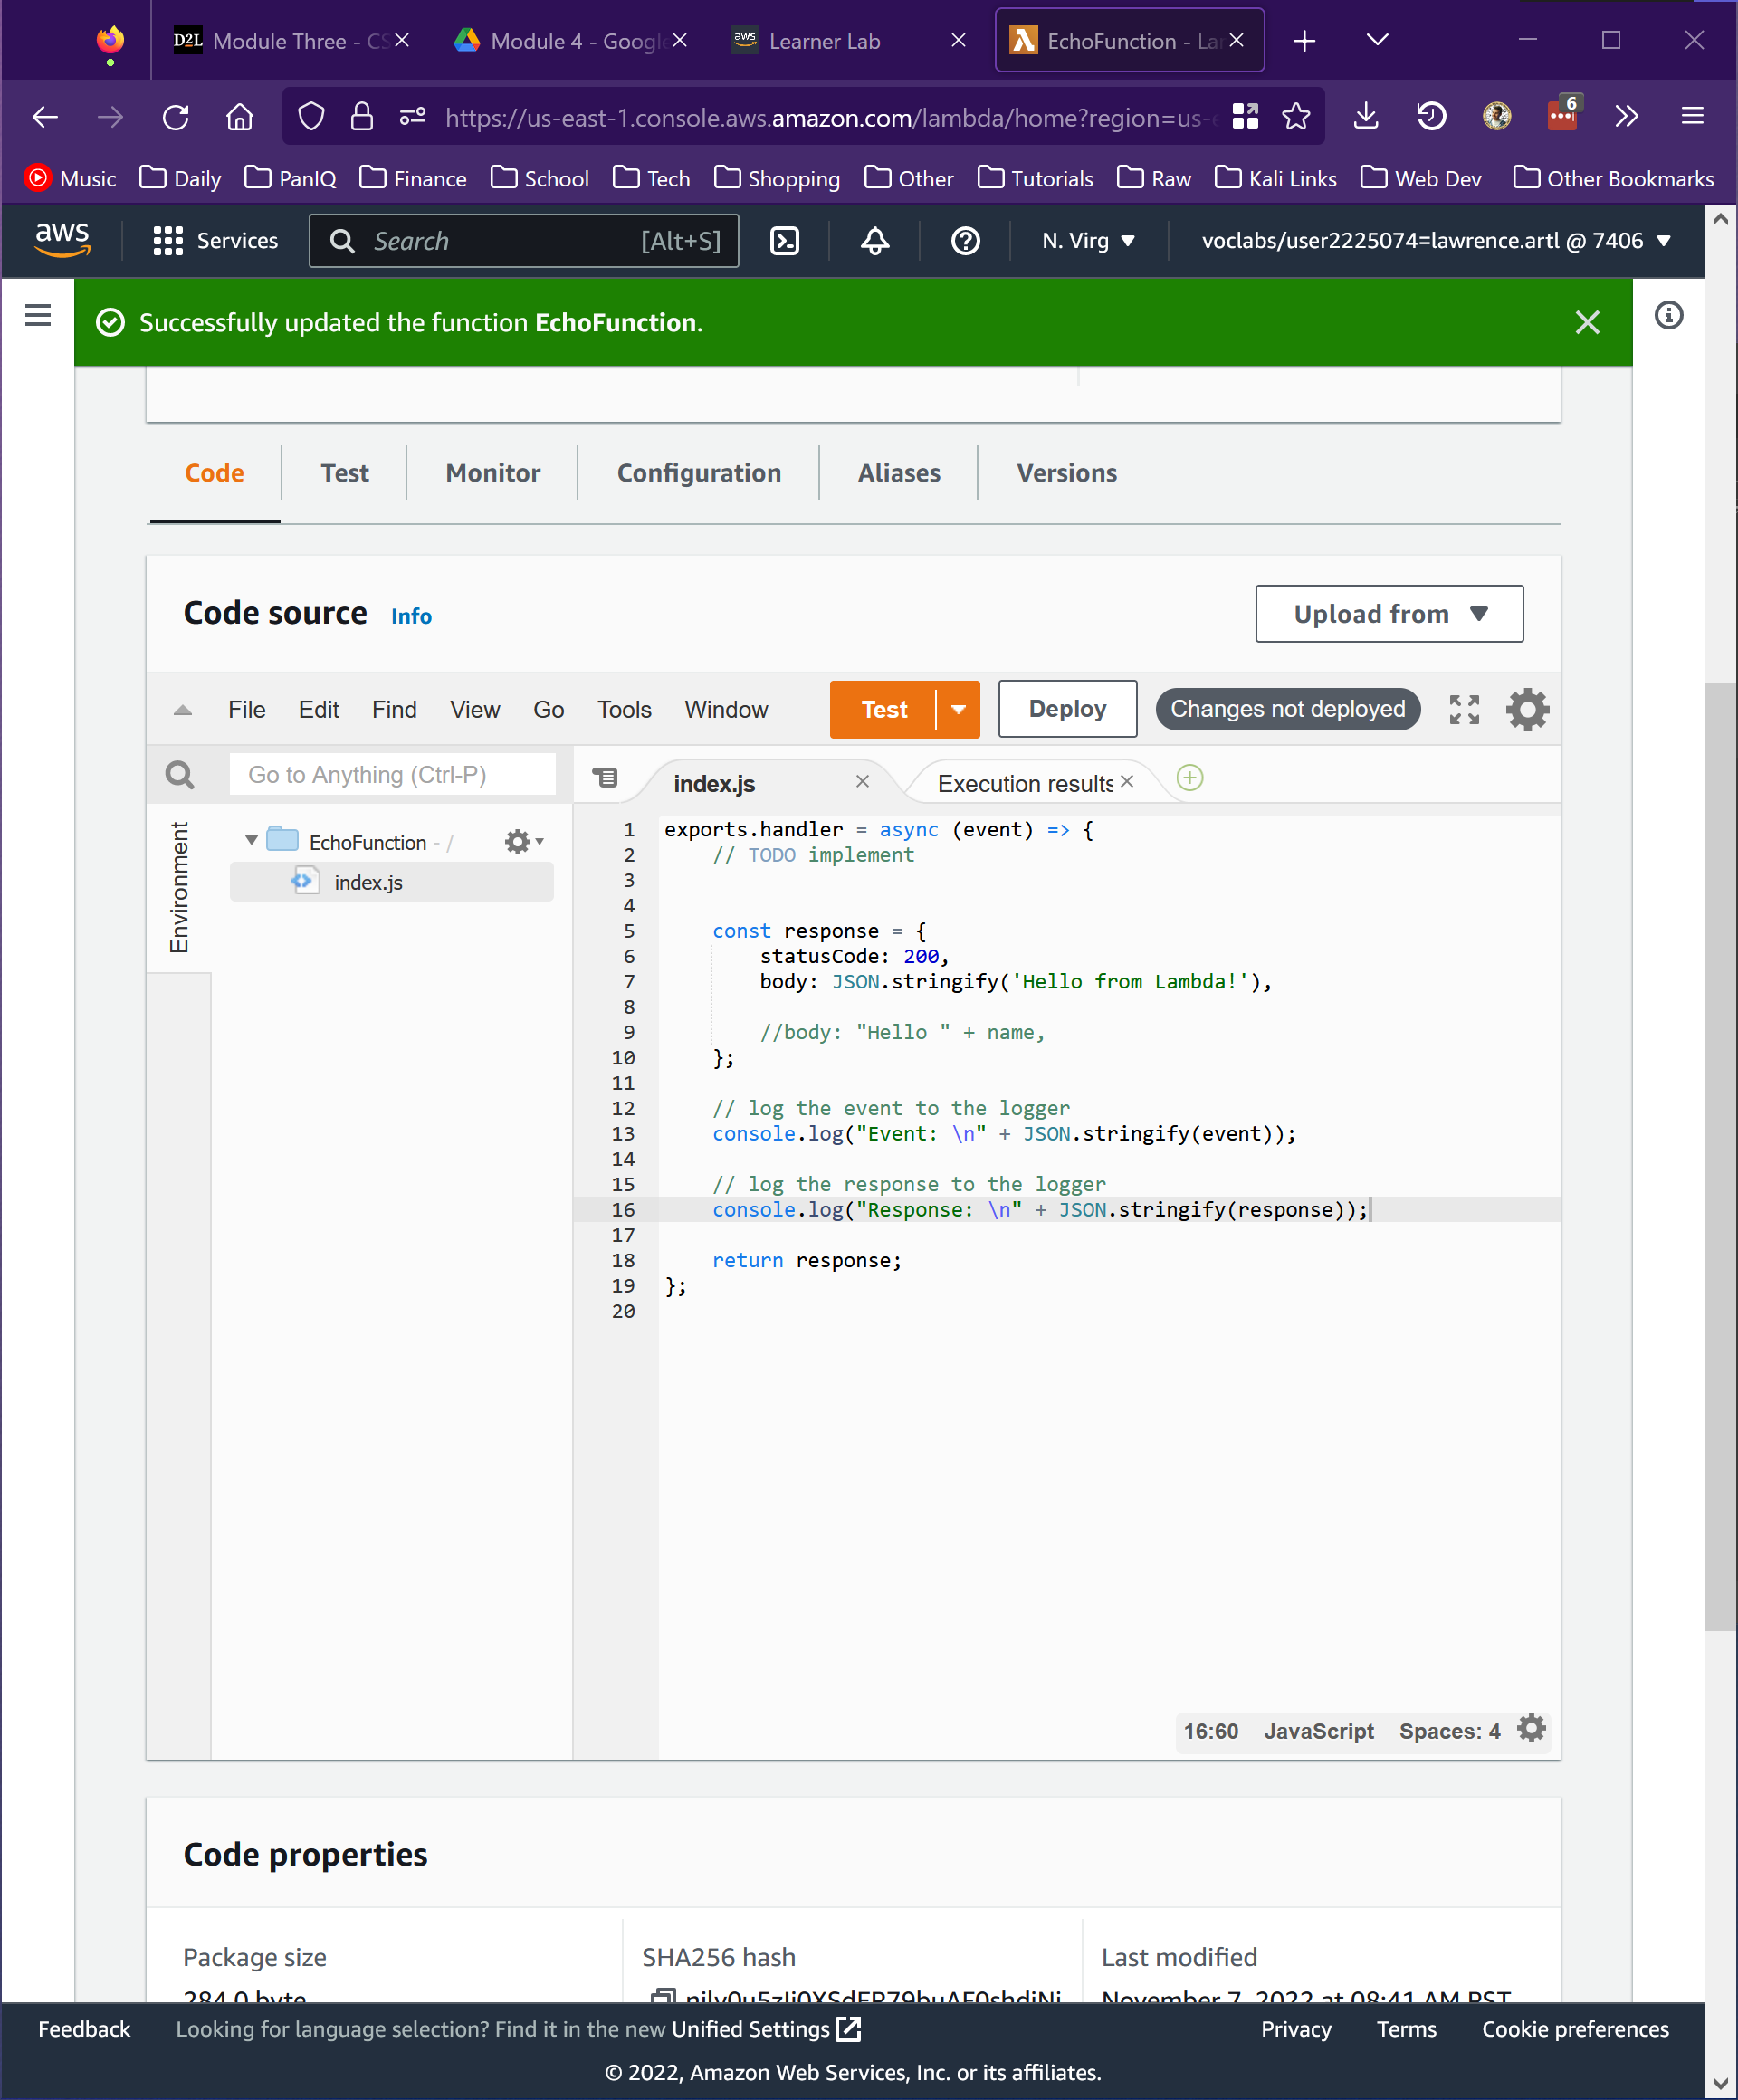 D2L Module Three - CS
Module 4 - Google
aws Learner Lab
EchoFunction - La
https://us-east-1.console.aws.amazon.com/lambda/home?region=us-e
6
Music Daily PanIQ Finance School Tech Shopping Other Tutorials Raw Kali Links Web Dev Other Bookmarks
aws Services Search [Alt+S] N. Virg voclabs/user2225074=lawrence.artl @ 7406
Successfully updated the function EchoFunction.
Code Test Monitor Configuration Aliases Versions
Code source Info Upload from
File Edit Find View Go Tools Window Test Deploy Changes not deployed
Go to Anything (Ctrl-P) index.js Execution results
Environment
EchoFunction - /
index.js
1 exports.handler = async (event) => {
2     // TODO implement
3
4
5     const response = {
6         statusCode: 200,
7         body: JSON.stringify('Hello from Lambda!'),
8
9         //body: "Hello " + name,
10     };
11
12     // log the event to the logger
13     console.log("Event: \n" + JSON.stringify(event));
14
15     // log the response to the logger
16     console.log("Response: \n" + JSON.stringify(response));
17
18     return response;
19 };
20
16:60 JavaScript Spaces: 4
Code properties
Package size SHA256 hash Last modified
284.0 byte November 7, 2022 at 08:41 AM PST
Feedback Looking for language selection? Find it in the new Unified Settings Privacy Terms Cookie preferences
© 2022, Amazon Web Services, Inc. or its affiliates.